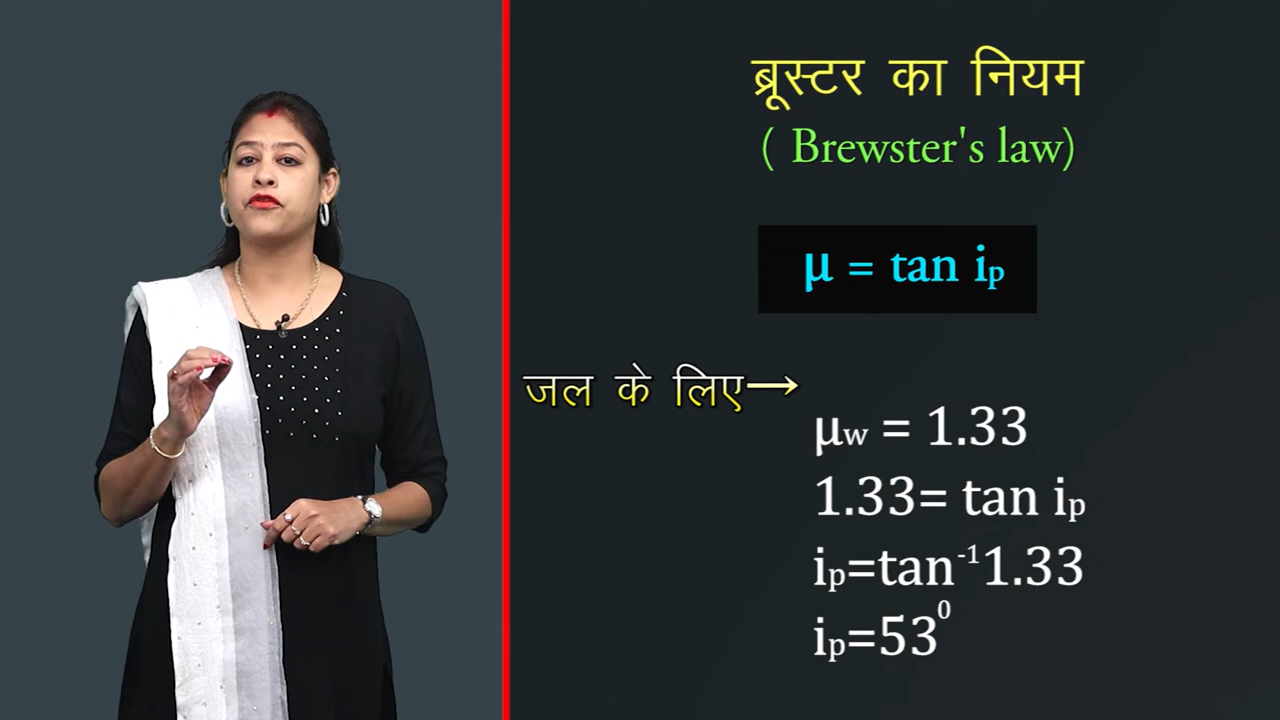 ब्रूस्टर का नियम
( Brewster's law)
μ = tan iₚ
जल के लिए→
μw = 1.33
1.33= tan iₚ
iₚ=tan⁻¹1.33
iₚ=53⁰